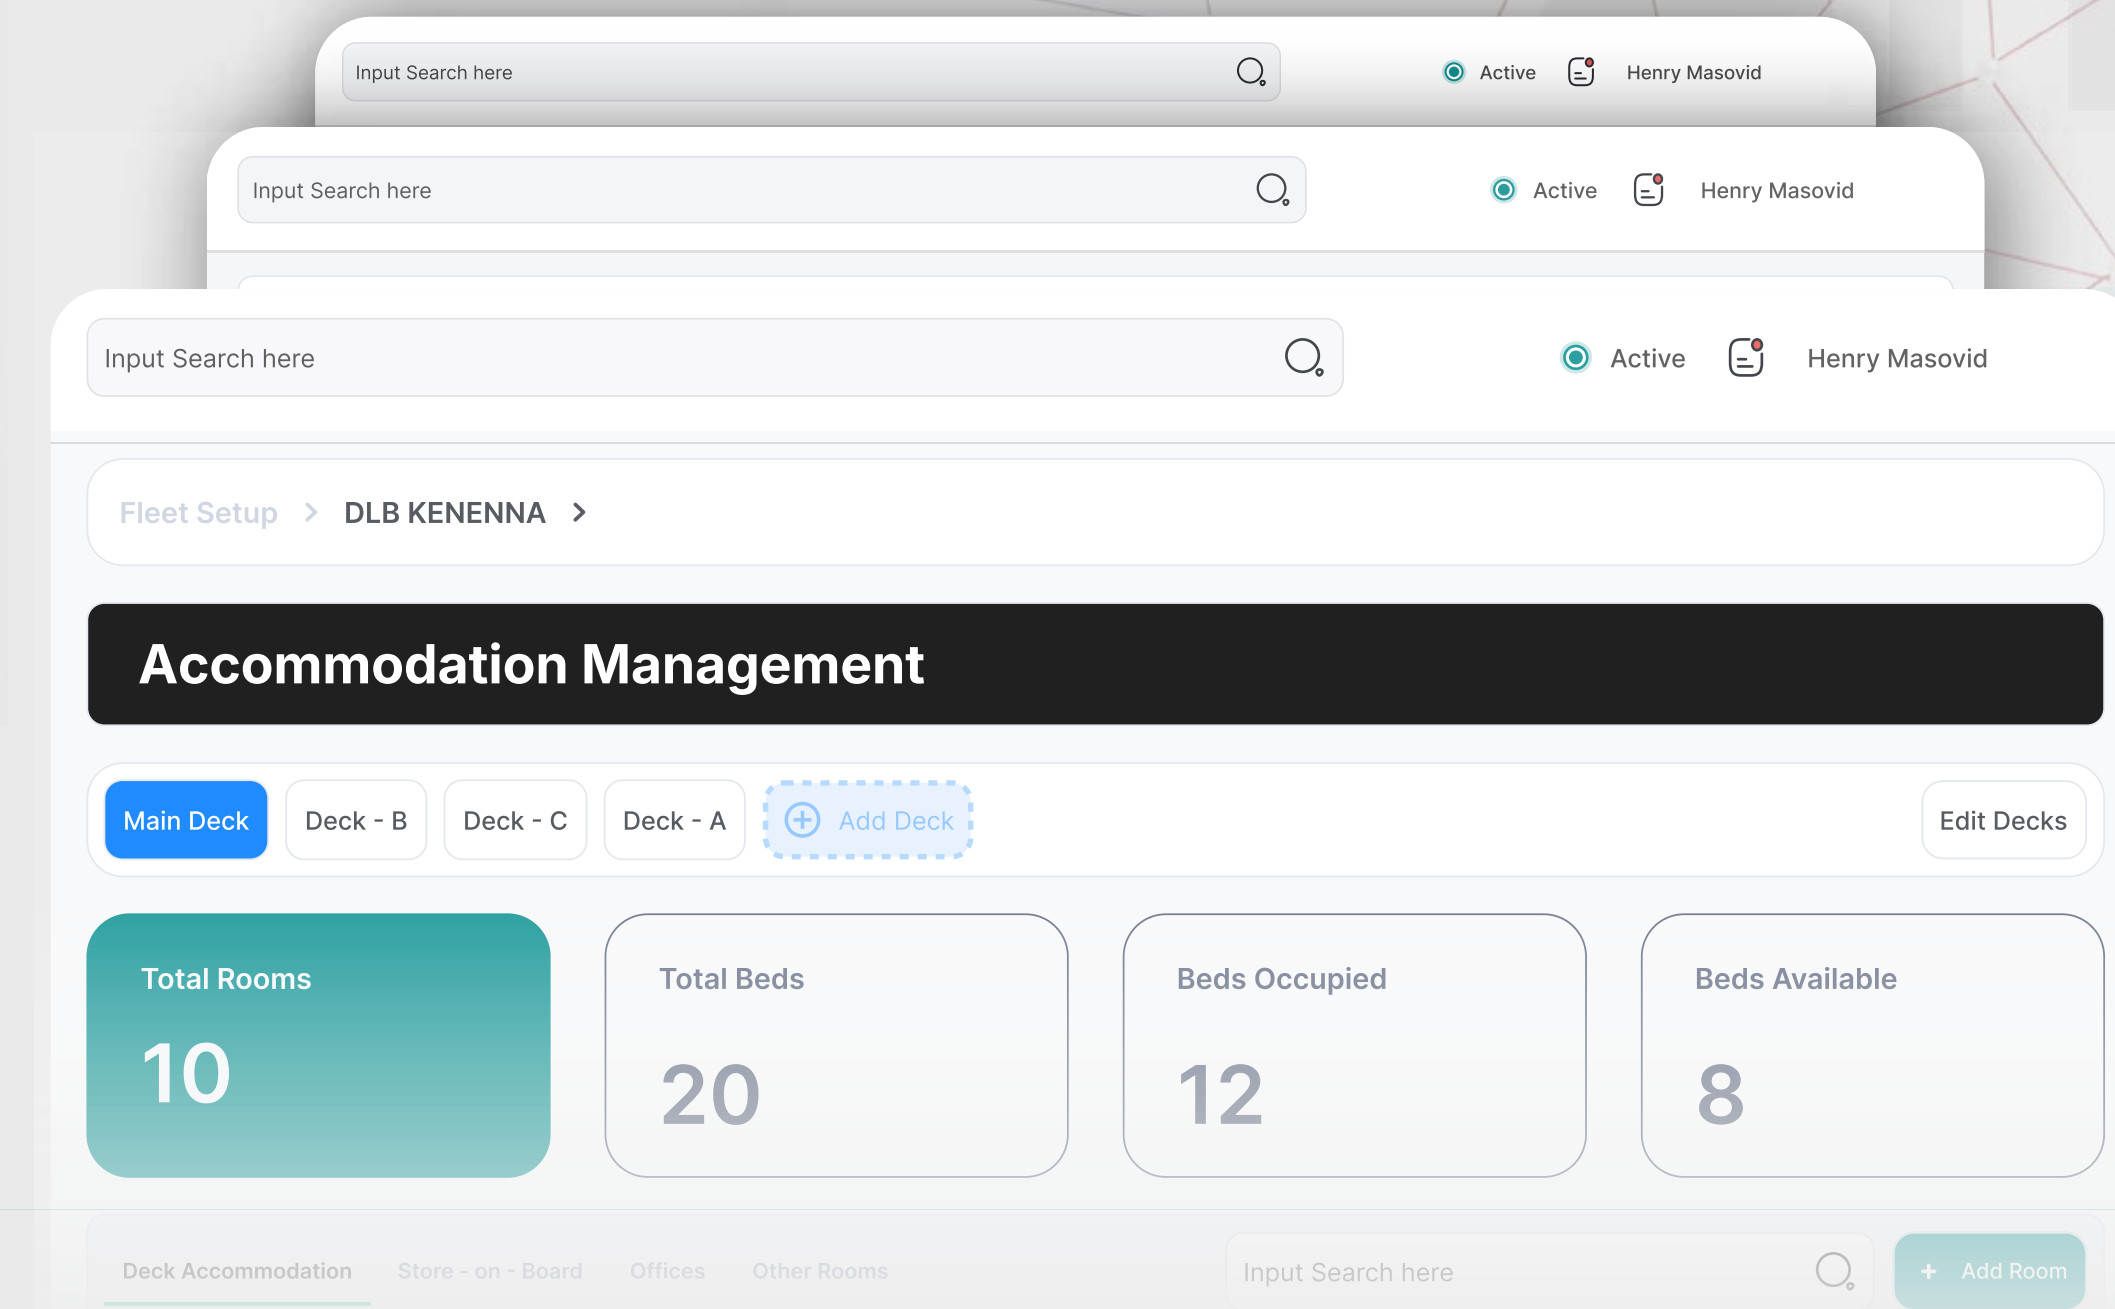 Input Search here Active Henry Masovid
Input Search here Active Henry Masovid
Input Search here Active Henry Masovid
Fleet Setup > DLB KENENNA >
Accommodation Management
Main Deck Deck - B Deck - C Deck - A Add Deck Edit Decks
Total Rooms Total Beds Beds Occupied Beds Available
10 20 12 8
Deck Accommodation Store - on - Board Offices Other Rooms Input Search here + Add Room